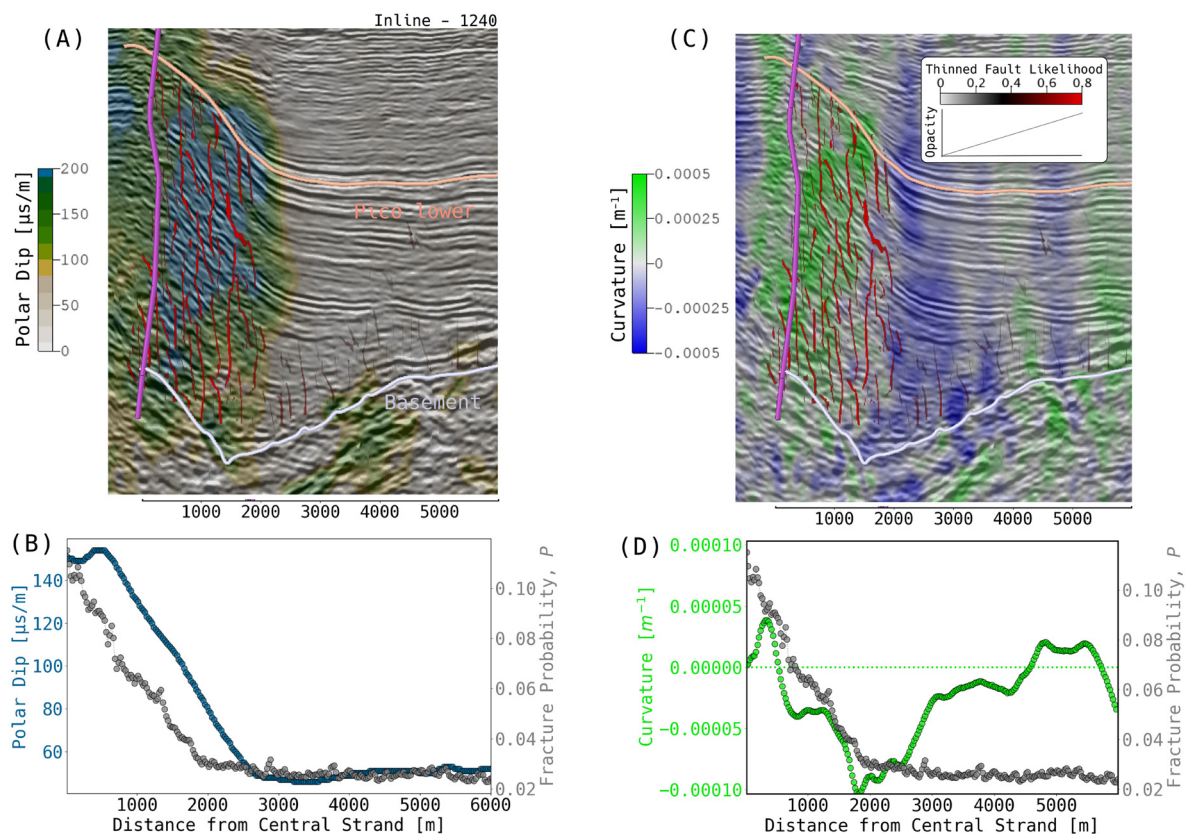 Inline - 1240
(A)
(C)
Thinned Fault Likelihood
0 0.2 0.4 0.6 0.8
Opacity
Polar Dip [µs/m]
200
150
100
50
0
Pico lower
Basement
1000 2000 3000 4000 5000
Curvature [m⁻¹]
0.0005
0.00025
0
-0.00025
-0.0005
1000 2000 3000 4000 5000
(B)
Polar Dip [µs/m]
140
120
100
80
60
0.10
0.08
0.06
0.04
0.02
Fracture Probability, P
1000 2000 3000 4000 5000 6000
Distance from Central Strand [m]
(D)
Curvature [m⁻¹]
0.00010
0.00005
0.00000
−0.00005
−0.00010
0.10
0.08
0.06
0.04
0.02
Fracture Probability, P
1000 2000 3000 4000 5000
Distance from Central Strand [m]